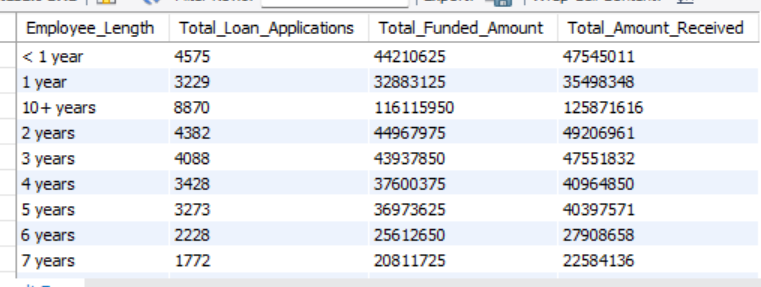 Employee_Length Total_Loan_Applications Total_Funded_Amount Total_Amount_Received
< 1 year 4575 44210625 47545011
1 year 3229 32883125 35498348
10+ years 8870 116115950 125871616
2 years 4382 44967975 49206961
3 years 4088 43937850 47551832
4 years 3428 37600375 40964850
5 years 3273 36973625 40397571
6 years 2228 25612650 27908658
7 years 1772 20811725 22584136